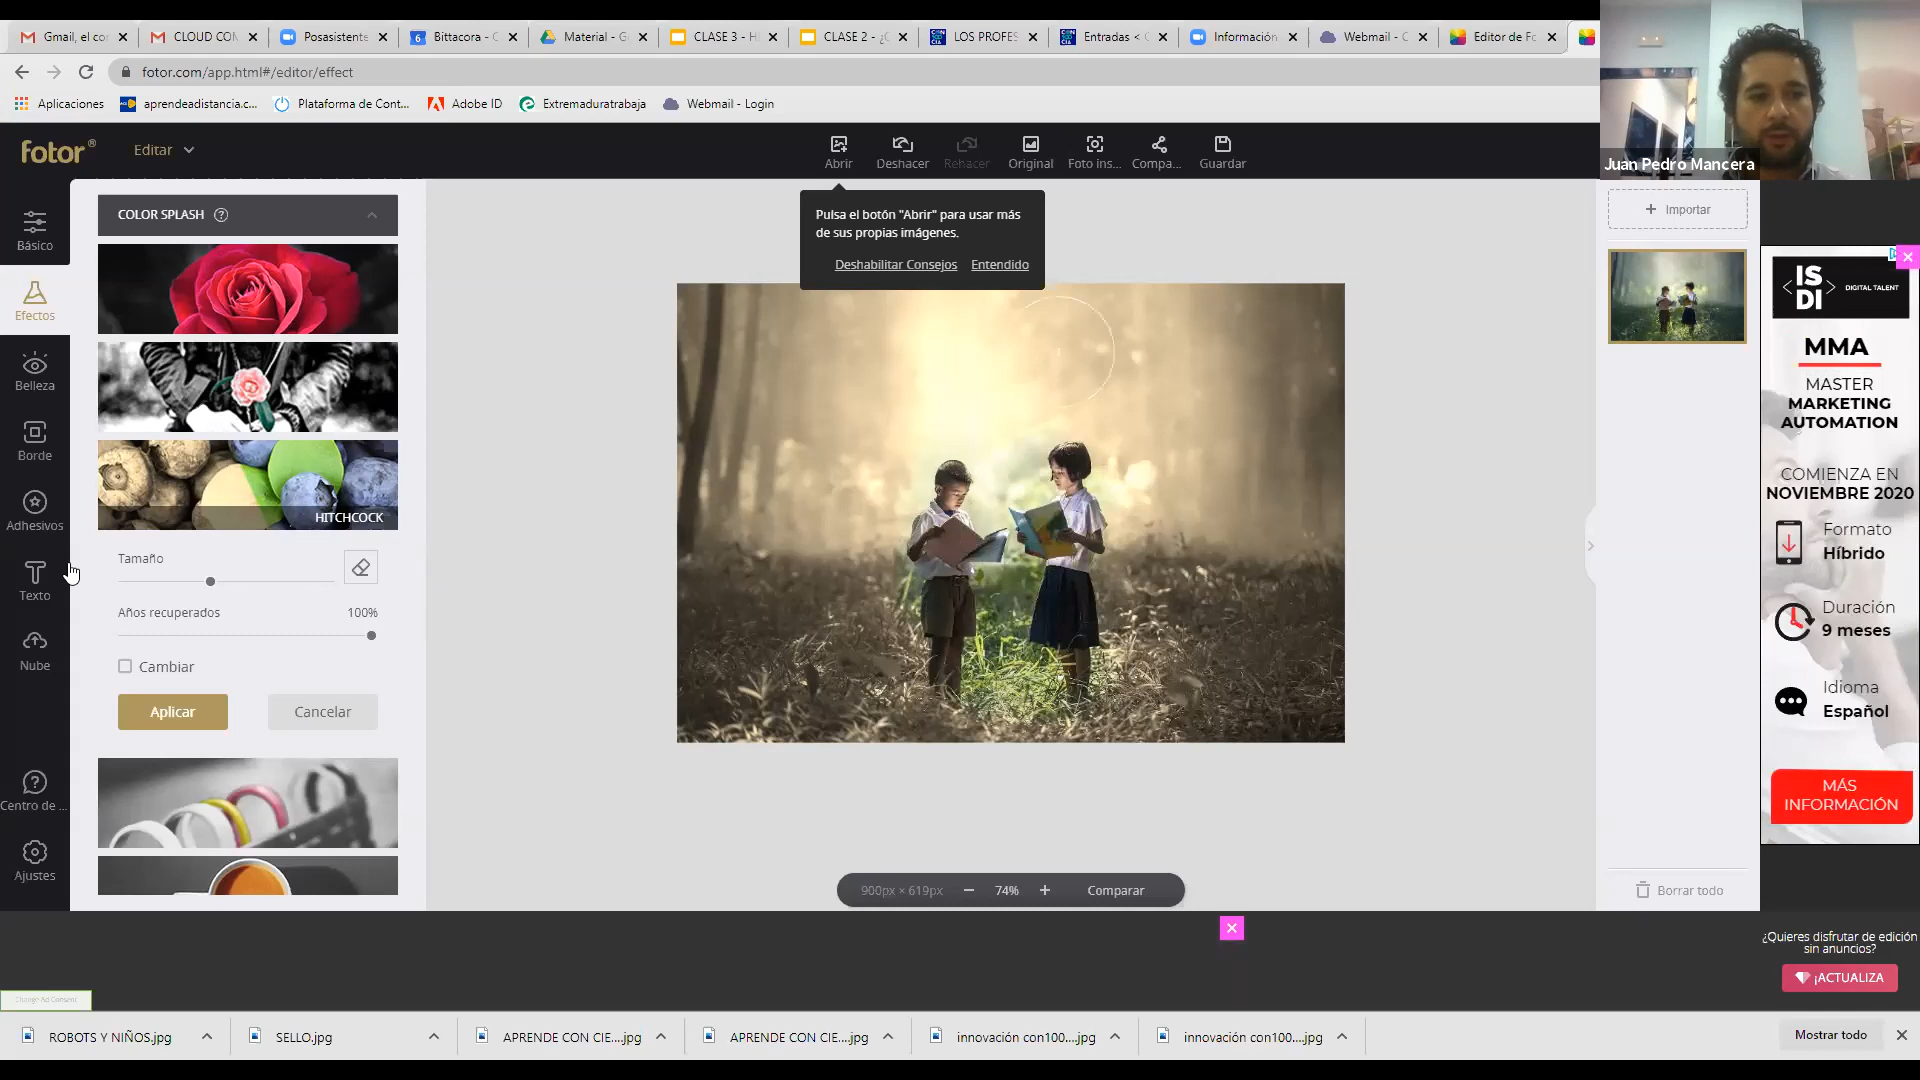 Gmail, el co
CLOUD CO
Posasistente
Bittacora - C
Material - G
CLASE 3 - H
CLASE 2 - ¿C
LOS PROFES
Entradas < C
Información
Webmail - C
Editor de Fo
fotor.com/app.html#/editor/effect
Aplicaciones
aprendeadistancia.c...
Plataforma de Cont...
Adobe ID
Extremaduratrabaja
Webmail - Login
Juan Pedro Mancera
fotor®
Editar
Abrir
Deshacer
Rehacer
Original
Foto ins...
Compa...
Guardar
Pulsa el botón "Abrir" para usar más
de sus propias imágenes.
Deshabilitar Consejos
Entendido
Básico
Efectos
Belleza
Borde
Adhesivos
Texto
Nube
Centro de ...
Ajustes
COLOR SPLASH
HITCHCOCK
Tamaño
Años recuperados
100%
Cambiar
Aplicar
Cancelar
900px × 619px
74%
Comparar
Importar
Borrar todo
<IS
DI>
DIGITAL TALENT
MMA
MASTER
MARKETING
AUTOMATION
COMIENZA EN
NOVIEMBRE 2020
Formato
Híbrido
Duración
9 meses
Idioma
Español
MÁS
INFORMACIÓN
¿Quieres disfrutar de edición
sin anuncios?
¡ACTUALIZA
Change Ad Consent
ROBOTS Y NIÑOS.jpg
SELLO.jpg
APRENDE CON CIE....jpg
APRENDE CON CIE....jpg
innovación con100....jpg
innovación con100....jpg
Mostrar todo